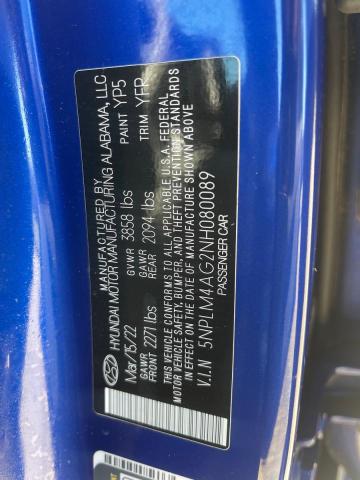 MANUFACTURED BY
HYUNDAI MOTOR MANUFACTURING ALABAMA, LLC
Mar/15/22 GVWR 3858 lbs PAINT YP5
GAWR FRONT 2271 lbs GAWR REAR 2094 lbs TRIM YFR
THIS VEHICLE CONFORMS TO ALL APPLICABLE U.S.A. FEDERAL
MOTOR VEHICLE SAFETY, BUMPER, AND THEFT PREVENTION STANDARDS
IN EFFECT ON THE DATE OF MANUFACTURE SHOWN ABOVE
V.I.N 5NPLM4AG2NH080089
PASSENGER CAR